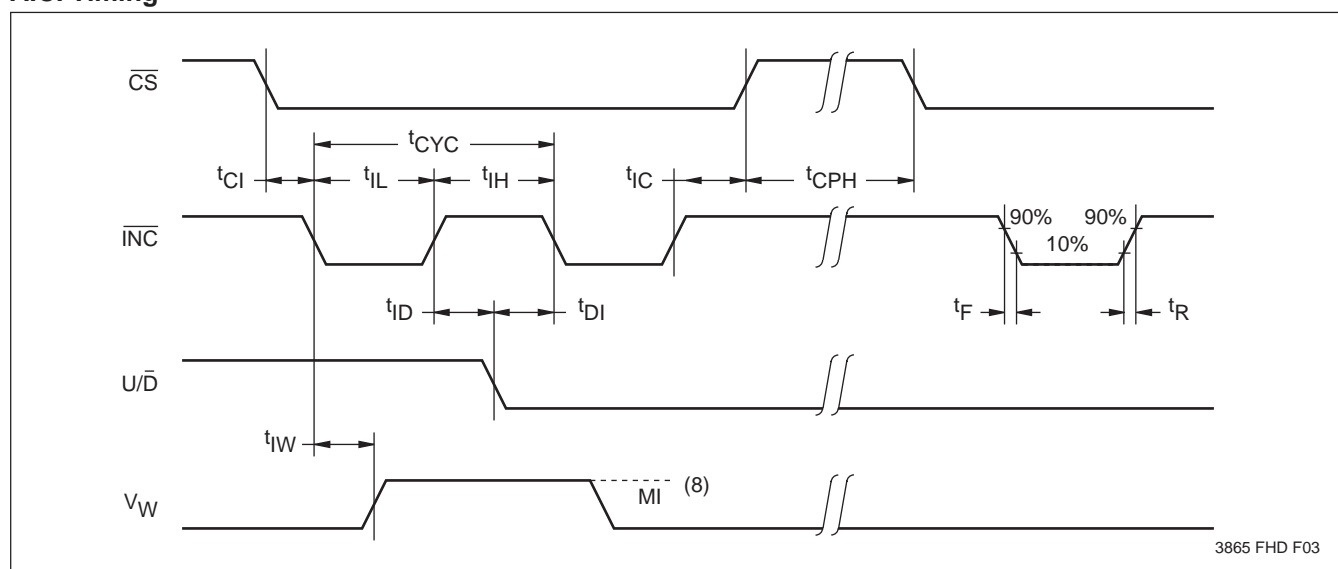 CS
tCYC
tCI
tIL
tIH
tIC
tCPH
INC
90%
90%
10%
tID
tDI
tF
tR
U/D̄
tIW
VW
MI
(8)
3865 FHD F03